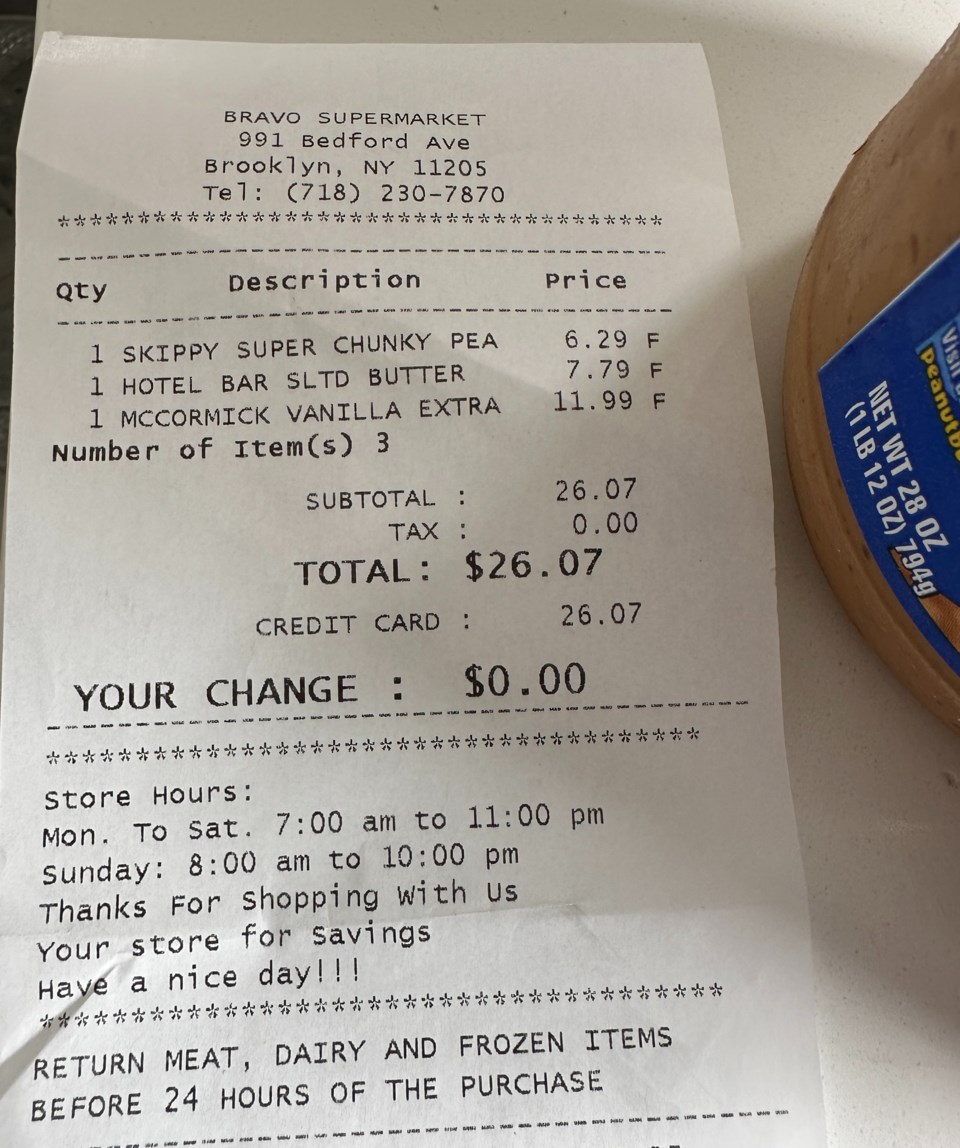 BRAVO SUPERMARKET
991 Bedford Ave
Brooklyn, NY 11205
Tel: (718) 230-7870
***************************************
Qty Description Price
1 SKIPPY SUPER CHUNKY PEA 6.29 F
1 HOTEL BAR SLTD BUTTER 7.79 F
1 MCCORMICK VANILLA EXTRA 11.99 F
Number of Item(s) 3
SUBTOTAL : 26.07
TAX : 0.00
TOTAL: $26.07
CREDIT CARD : 26.07
YOUR CHANGE : $0.00
***************************************
Store Hours:
Mon. To Sat. 7:00 am to 11:00 pm
Sunday: 8:00 am to 10:00 pm
Thanks For Shopping With Us
Your store for Savings
Have a nice day!!!
***************************************
RETURN MEAT, DAIRY AND FROZEN ITEMS
BEFORE 24 HOURS OF THE PURCHASE
NET WT 28 OZ
(1 LB 12 OZ) 794g